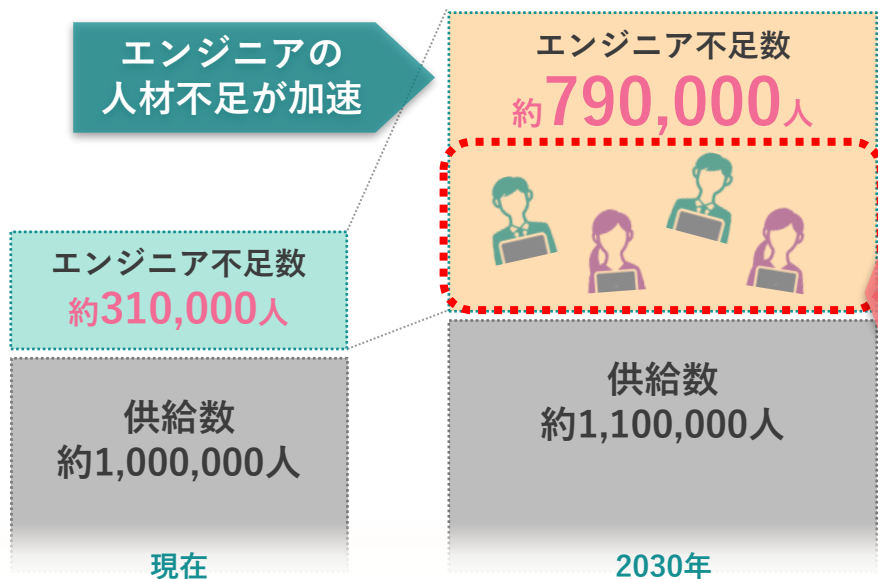 エンジニアの
人材不足が加速
エンジニア不足数
約790,000人
エンジニア不足数
約310,000人
供給数
約1,000,000人
供給数
約1,100,000人
現在
2030年